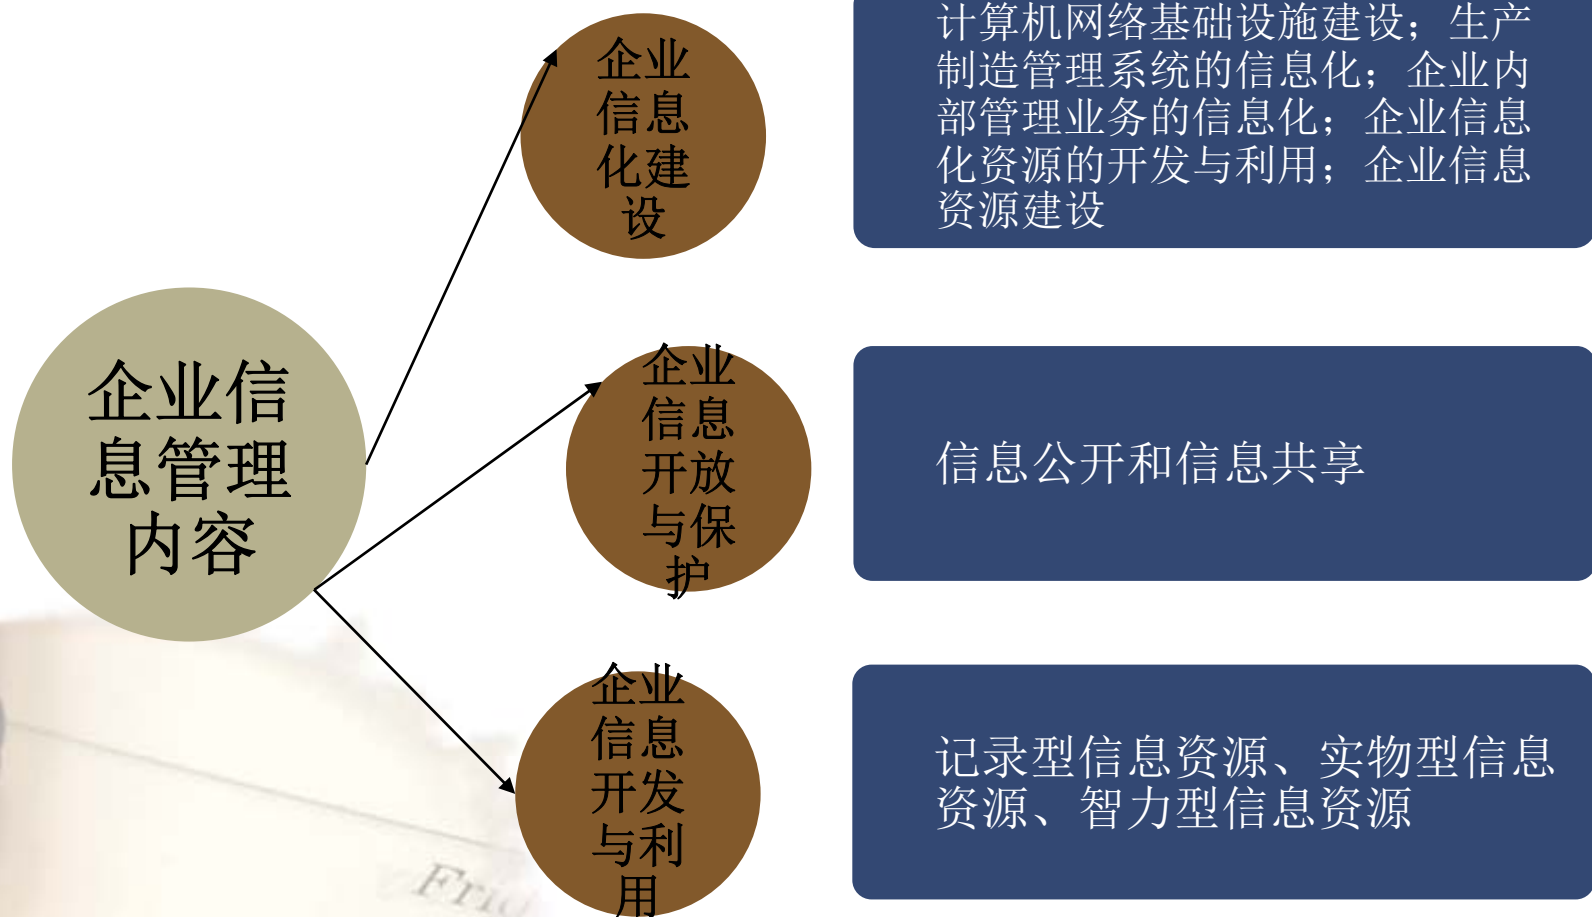 企业信
息管理
内容
企业
信息
化建
设
计算机网络基础设施建设；生产
制造管理系统的信息化；企业内
部管理业务的信息化；企业信息
化资源的开发与利用；企业信息
资源建设
企业
信息
开放
与保
护
信息公开和信息共享
企业
信息
开发
与利
用
记录型信息资源、实物型信息
资源、智力型信息资源